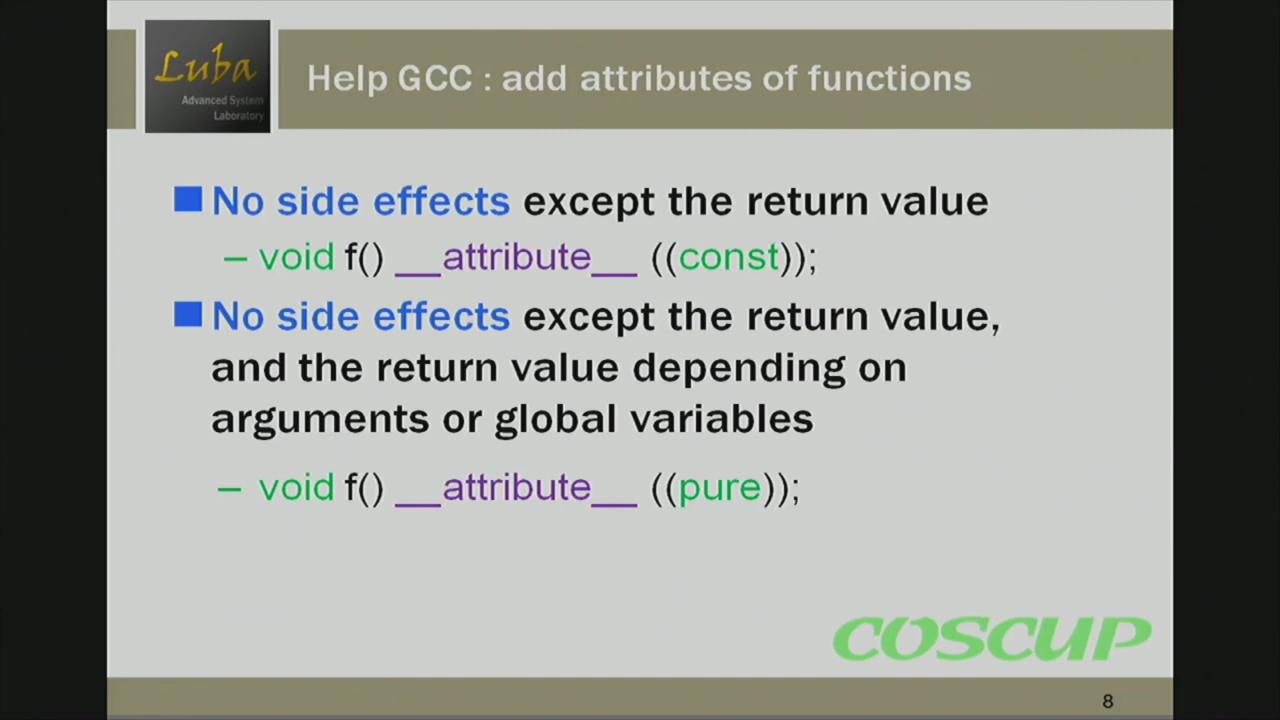 Luba
Advanced System
Laboratory
Help GCC : add attributes of functions
No side effects except the return value
– void f() __attribute__ ((const));
No side effects except the return value,
and the return value depending on
arguments or global variables
– void f() __attribute__ ((pure));
COSCUP
8